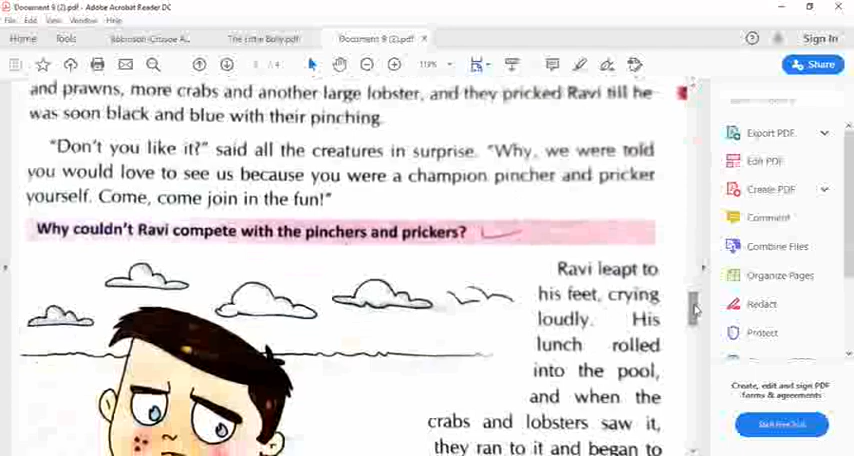 Document 9 (2).pdf - Adobe Acrobat Reader DC
File Edit View Window Help
Home Tools Robinson Crusoe A... The Little Bully.pdf Document 9 (2).pdf × Sign In
/ 4 119% Share
and prawns, more crabs and another large lobster, and they pricked Ravi till he
was soon black and blue with their pinching.
"Don't you like it?" said all the creatures in surprise. "Why, we were told
you would love to see us because you were a champion pincher and pricker
yourself. Come, come join in the fun!"
Why couldn't Ravi compete with the pinchers and prickers?
Ravi leapt to
his feet, crying
loudly. His
lunch rolled
into the pool,
and when the
crabs and lobsters saw it,
they ran to it and began to
Export PDF
Edit PDF
Create PDF
Comment
Combine Files
Organize Pages
Redact
Protect
Create, edit and sign PDF
forms & agreements
Start Free Trial